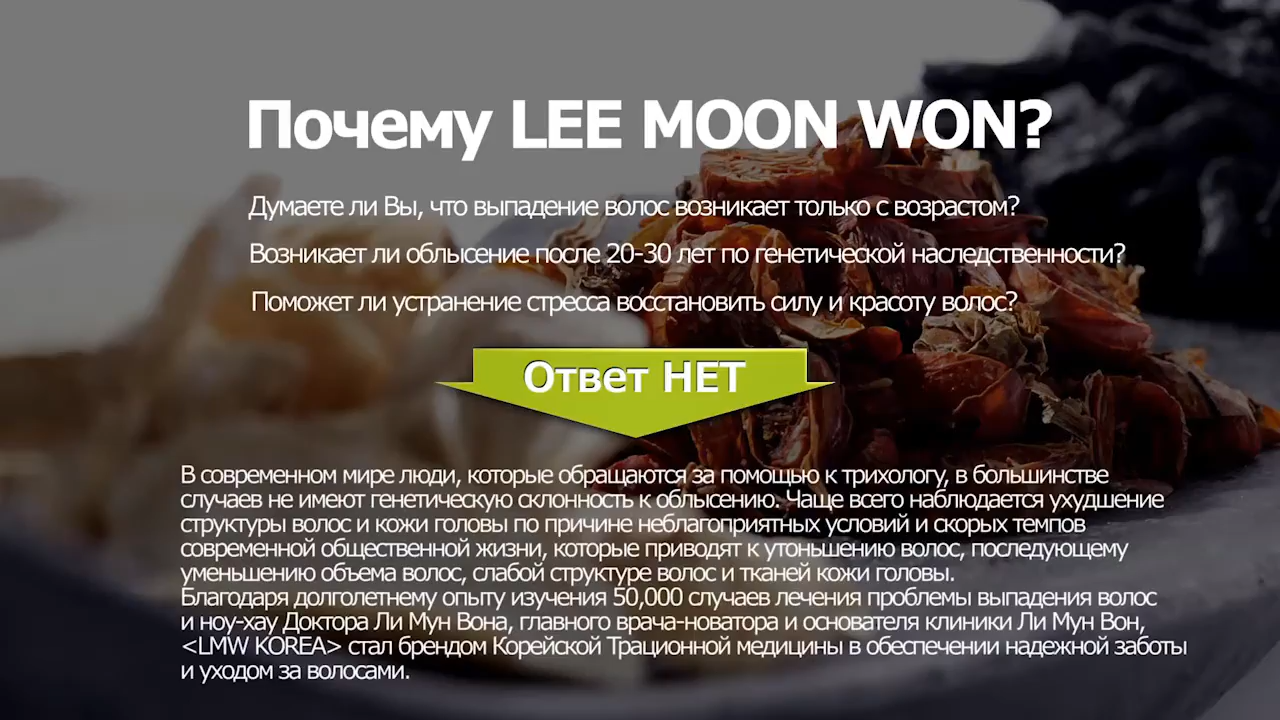 Почему LEE MOON WON?
Думаете ли Вы, что выпадение волос возникает только с возрастом?
Возникает ли облысение после 20-30 лет по генетической наследственности?
Поможет ли устранение стресса восстановить силу и красоту волос?
Ответ НЕТ
В современном мире люди, которые обращаются за помощью к трихологу, в большинстве
случаев не имеют генетическую склонность к облысению. Чаще всего наблюдается ухудшение
структуры волос и кожи головы по причине неблагоприятных условий и скорых темпов
современной общественной жизни, которые приводят к утоньшению волос, последующему
уменьшению объема волос, слабой структуре волос и тканей кожи головы.
Благодаря долголетнему опыту изучения 50,000 случаев лечения проблемы выпадения волос
и ноу-хау Доктора Ли Мун Вона, главного врача-новатора и основателя клиники Ли Мун Вон,
<LMW KOREA> стал брендом Корейской Трационной медицины в обеспечении надежной заботы
и уходом за волосами.